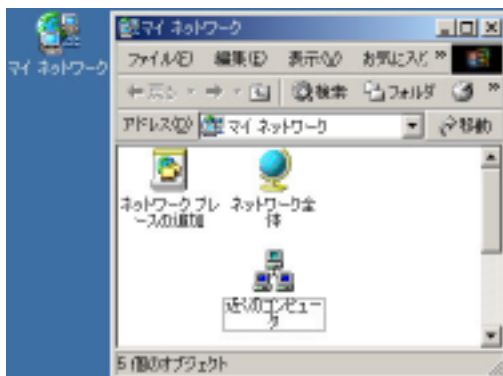 マイ ネットワーク
マイ ネットワーク
ファイル(F) 編集(E) 表示(V) お気に入り(
←戻る → 検索 フォルダ
アドレス(D) マイ ネットワーク 移動
ネットワーク プレ
ースの追加
ネットワーク全
体
近くのコンピュー
タ
5 個のオブジェクト